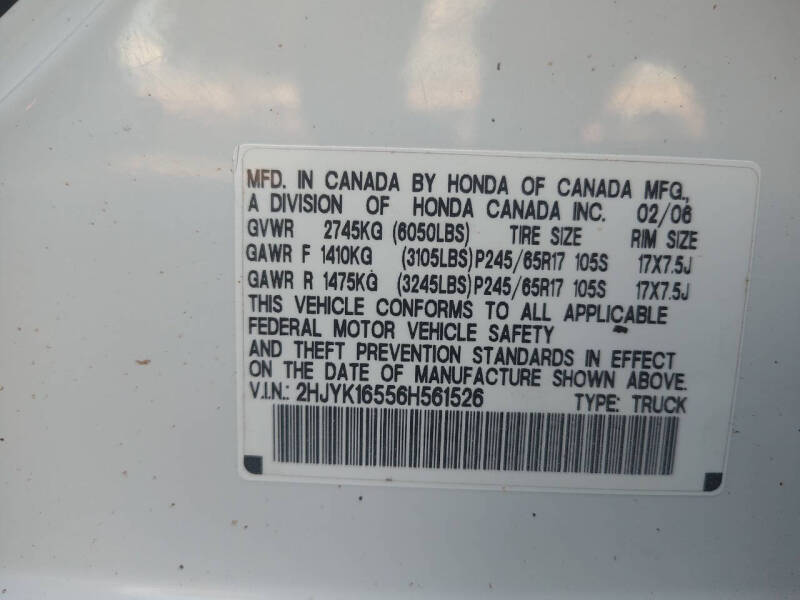 MFD. IN CANADA BY HONDA OF CANADA MFG.,
A DIVISION OF HONDA CANADA INC. 02/06
GVWR 2745KG (6050LBS) TIRE SIZE RIM SIZE
GAWR F 1410KG (3105LBS) P245/65R17 105S 17X7.5J
GAWR R 1475KG (3245LBS) P245/65R17 105S 17X7.5J
THIS VEHICLE CONFORMS TO ALL APPLICABLE
FEDERAL MOTOR VEHICLE SAFETY
AND THEFT PREVENTION STANDARDS IN EFFECT
ON THE DATE OF MANUFACTURE SHOWN ABOVE.
V.I.N.: 2HJYK16556H561526 TYPE: TRUCK